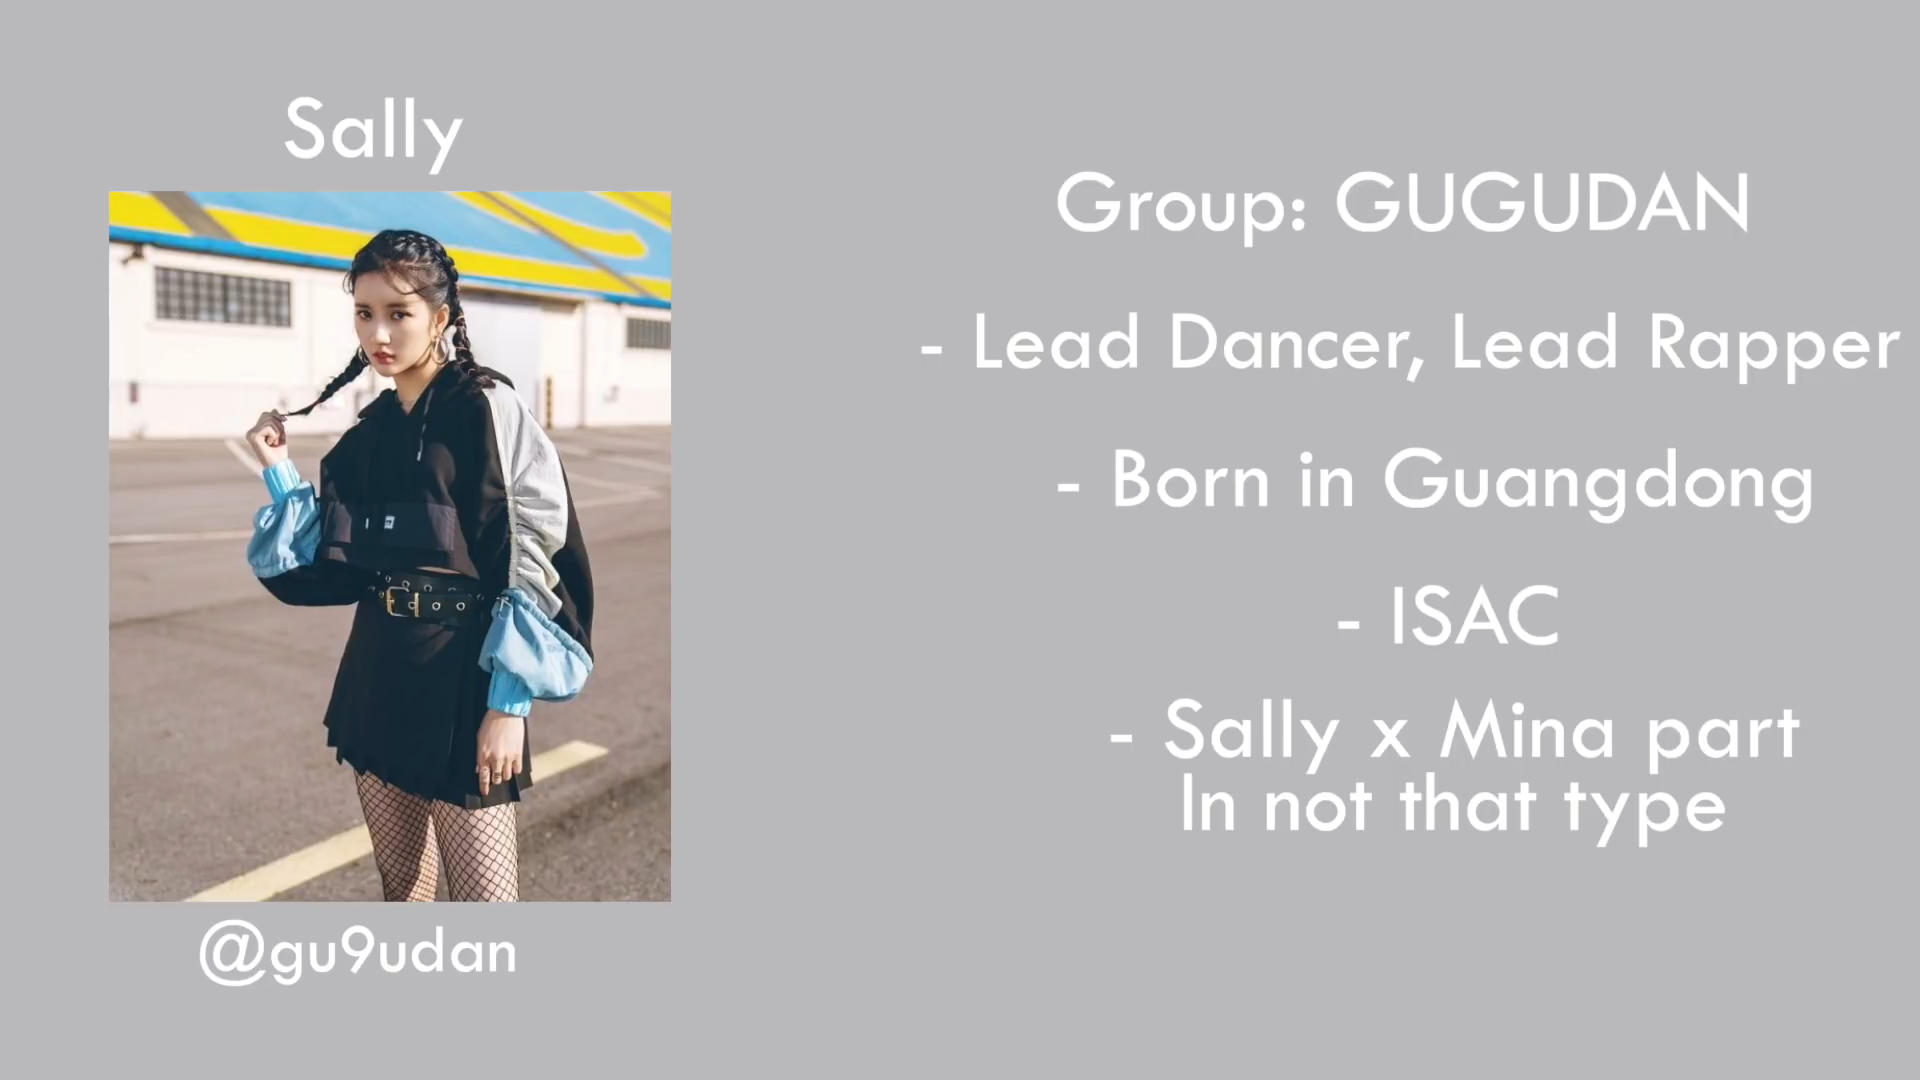 Sally
@gu9udan
Group: GUGUDAN
- Lead Dancer, Lead Rapper
- Born in Guangdong
- ISAC
- Sally x Mina part
In not that type